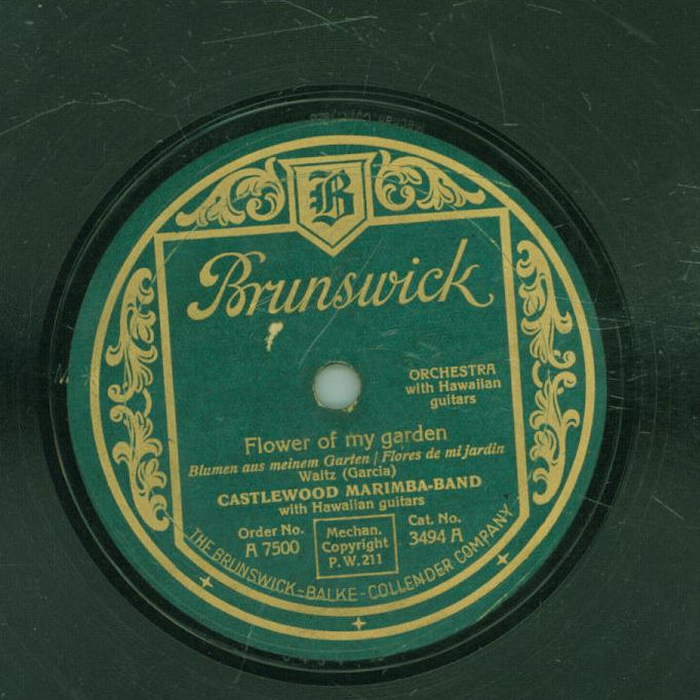 B
Brunswick
ORCHESTRA
with Hawaiian
guitars
Flower of my garden
Blumen aus meinem Garten | Flores de mi jardin
Waltz (Garcia)
CASTLEWOOD MARIMBA-BAND
with Hawaiian guitars
Order No.
A 7500
Mechan.
Copyright
P.W.211
Cat. No.
3494 A
THE BRUNSWICK-BALKE-COLLENDER COMPANY